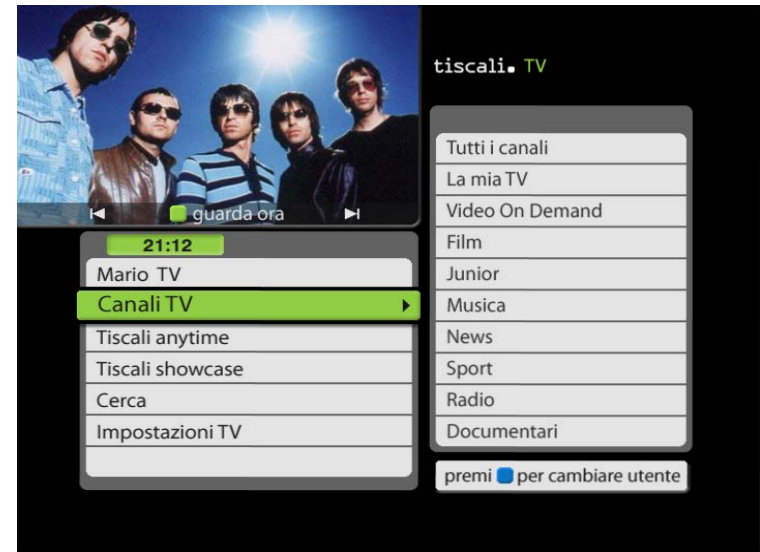 tiscali. TV
guarda ora
21:12
Mario TV
Canali TV
Tiscali anytime
Tiscali showcase
Cerca
Impostazioni TV
Tutti i canali
La mia TV
Video On Demand
Film
Junior
Musica
News
Sport
Radio
Documentari
premi per cambiare utente